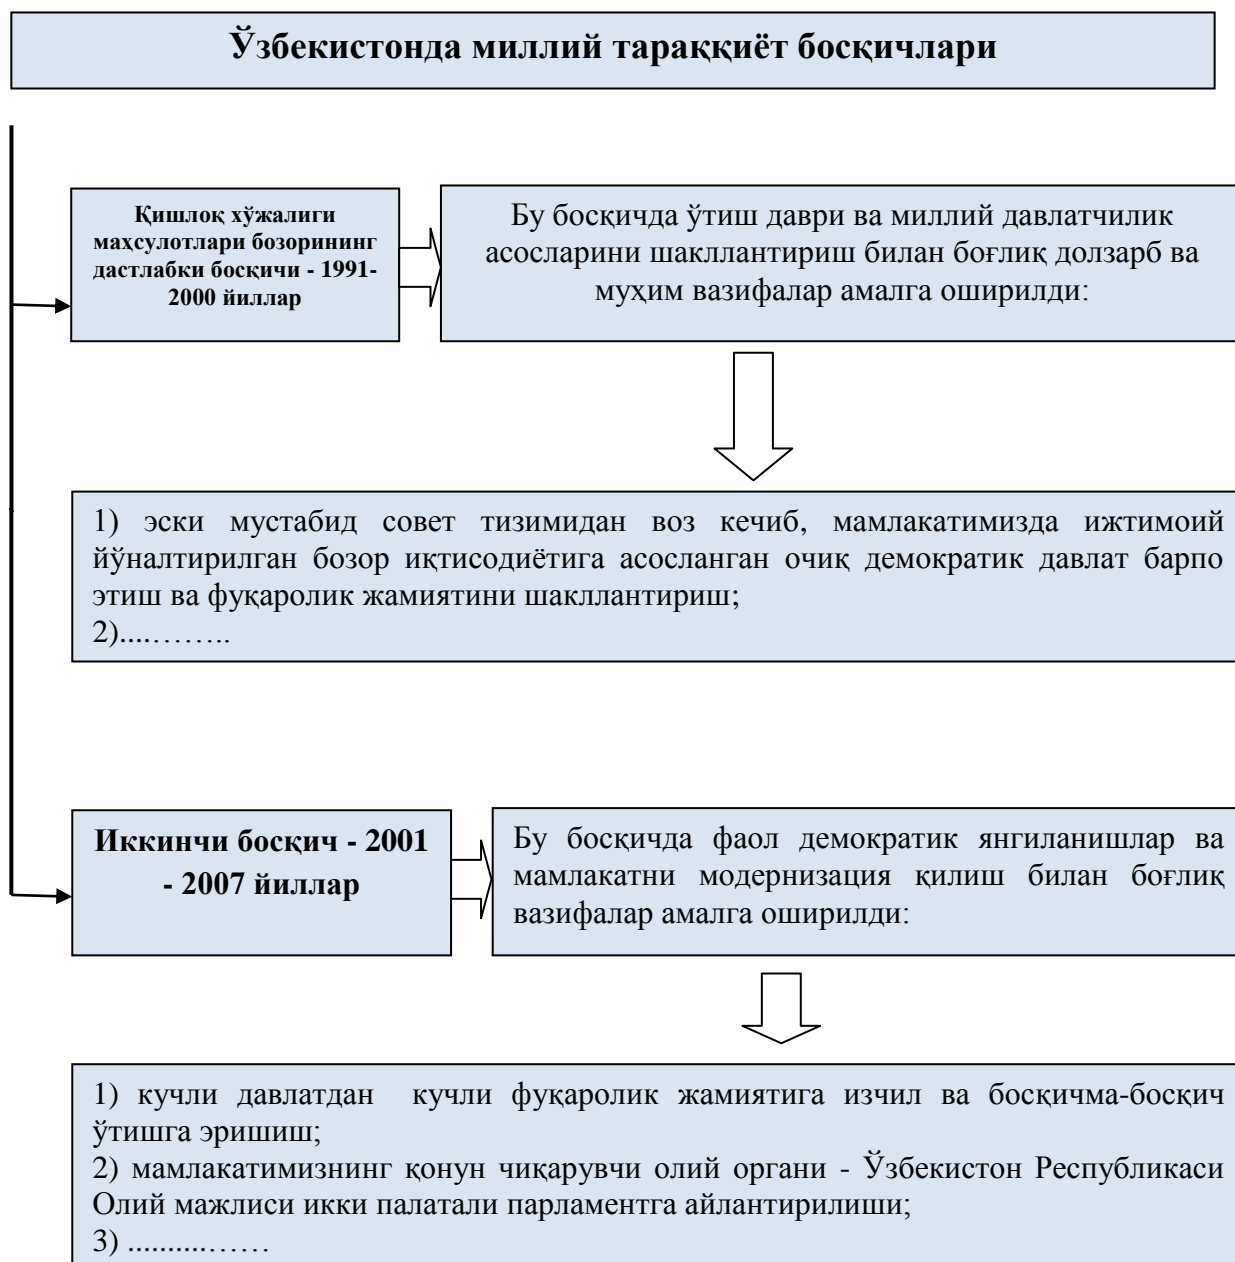 Ўзбекистонда миллий тараққиёт босқичлари
Қишлоқ хўжалиги
маҳсулотлари бозорининг
дастлабки босқичи - 1991-
2000 йиллар
Бу босқичда ўтиш даври ва миллий давлатчилик
асосларини шакллантириш билан боғлиқ долзарб ва
муҳим вазифалар амалга оширилди:
1) эски мустабид совет тизимидан воз кечиб, мамлакатимизда ижтимоий
йўналтирилган бозор иқтисодиётига асосланган очиқ демократик давлат барпо
этиш ва фуқаролик жамиятини шакллантириш;
2)....……..
Иккинчи босқич - 2001
- 2007 йиллар
Бу босқичда фаол демократик янгиланишлар ва
мамлакатни модернизация қилиш билан боғлиқ
вазифалар амалга оширилди:
1) кучли давлатдан кучли фуқаролик жамиятига изчил ва босқичма-босқич
ўтишга эришиш;
2) мамлакатимизнинг қонун чиқарувчи олий органи - Ўзбекистон Республикаси
Олий мажлиси икки палатали парламентга айлантирилиши;
3) ..........……